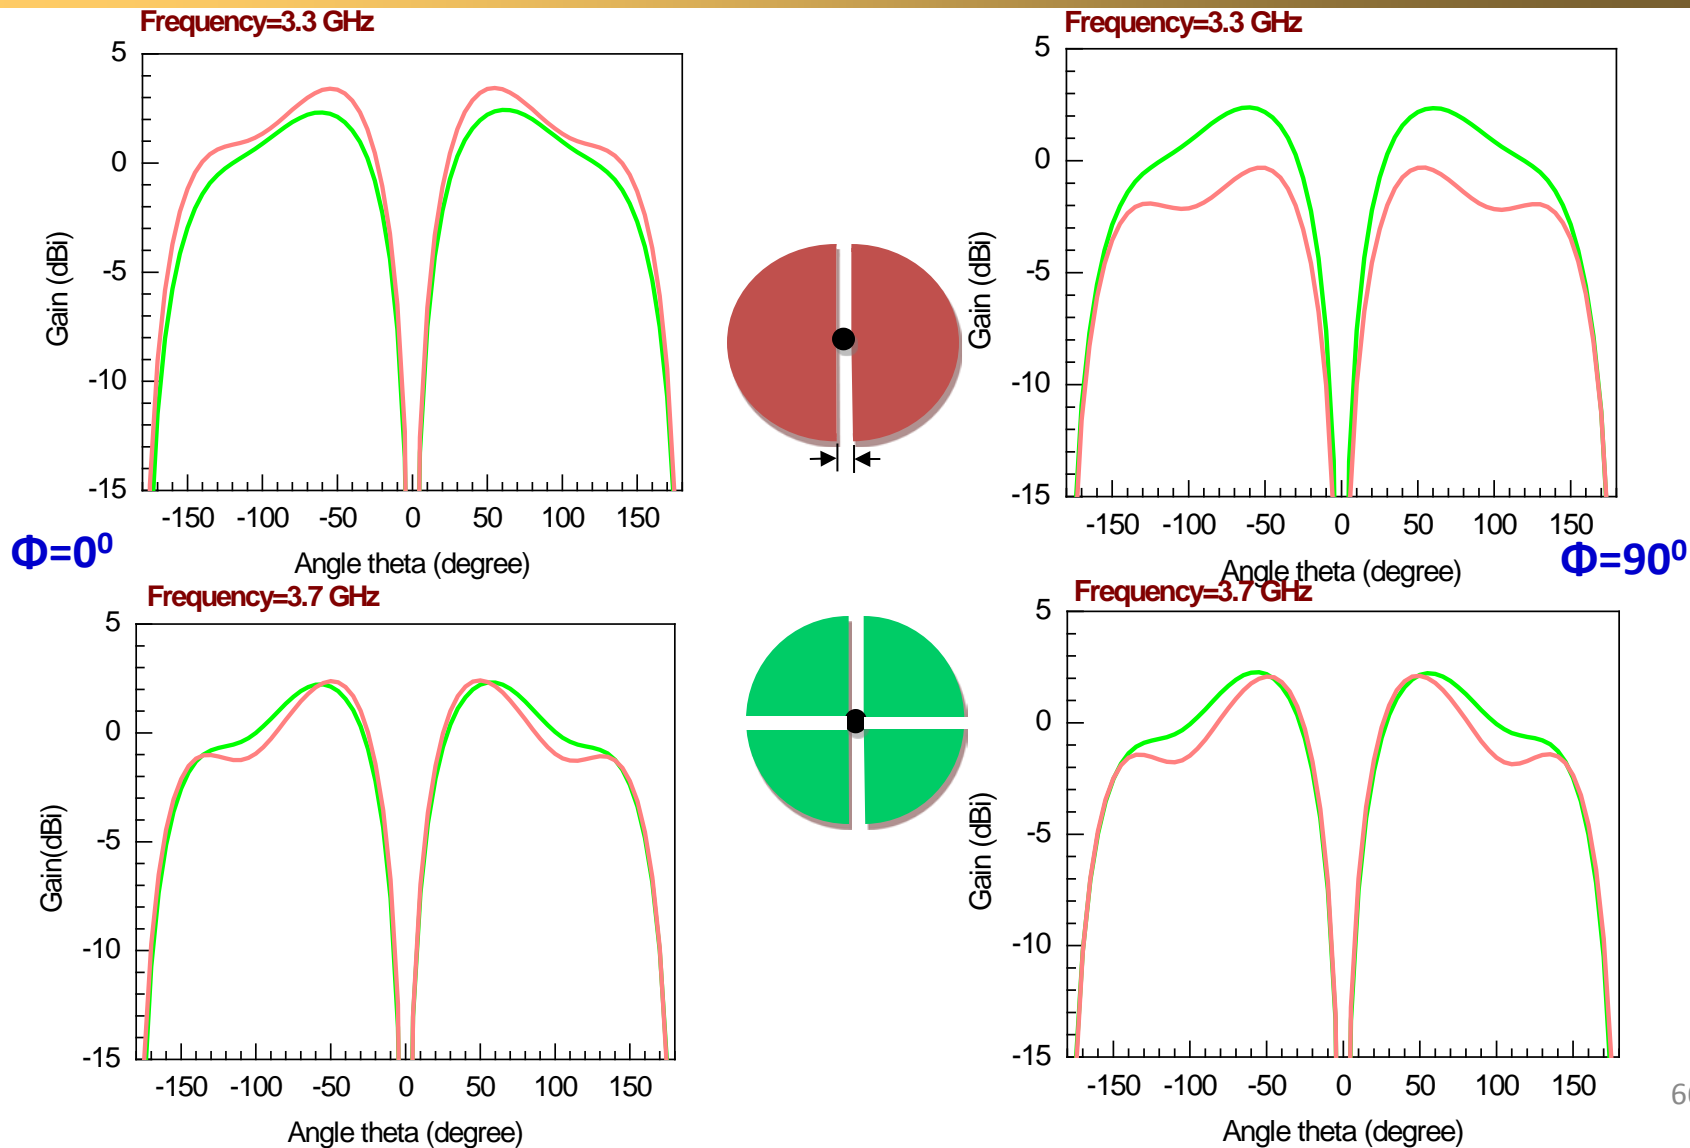 Frequency=3.3 GHz
5
0
-5
-10
-15
Gain (dBi)
-150 -100 -50 0 50 100 150
Angle theta (degree)
Frequency=3.3 GHz
5
0
-5
-10
-15
Gain (dBi)
-150 -100 -50 0 50 100 150
Angle theta (degree)
Φ=0⁰
Φ=90⁰
Frequency=3.7 GHz
5
0
-5
-10
-15
Gain(dBi)
-150 -100 -50 0 50 100 150
Angle theta (degree)
Frequency=3.7 GHz
5
0
-5
-10
-15
Gain (dBi)
-150 -100 -50 0 50 100 150
Angle theta (degree)